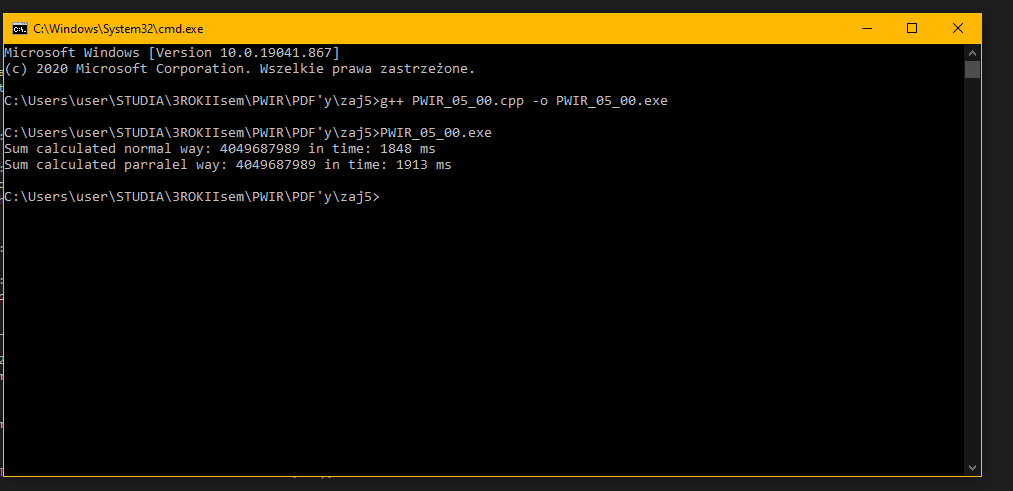 C:\Windows\System32\cmd.exe
Microsoft Windows [Version 10.0.19041.867]
(c) 2020 Microsoft Corporation. Wszelkie prawa zastrzeżone.
C:\Users\user\STUDIA\3ROKIIsem\PWIR\PDF'y\zaj5>g++ PWIR_05_00.cpp -o PWIR_05_00.exe
C:\Users\user\STUDIA\3ROKIIsem\PWIR\PDF'y\zaj5>PWIR_05_00.exe
Sum calculated normal way: 4049687989 in time: 1848 ms
Sum calculated parralel way: 4049687989 in time: 1913 ms
C:\Users\user\STUDIA\3ROKIIsem\PWIR\PDF'y\zaj5>